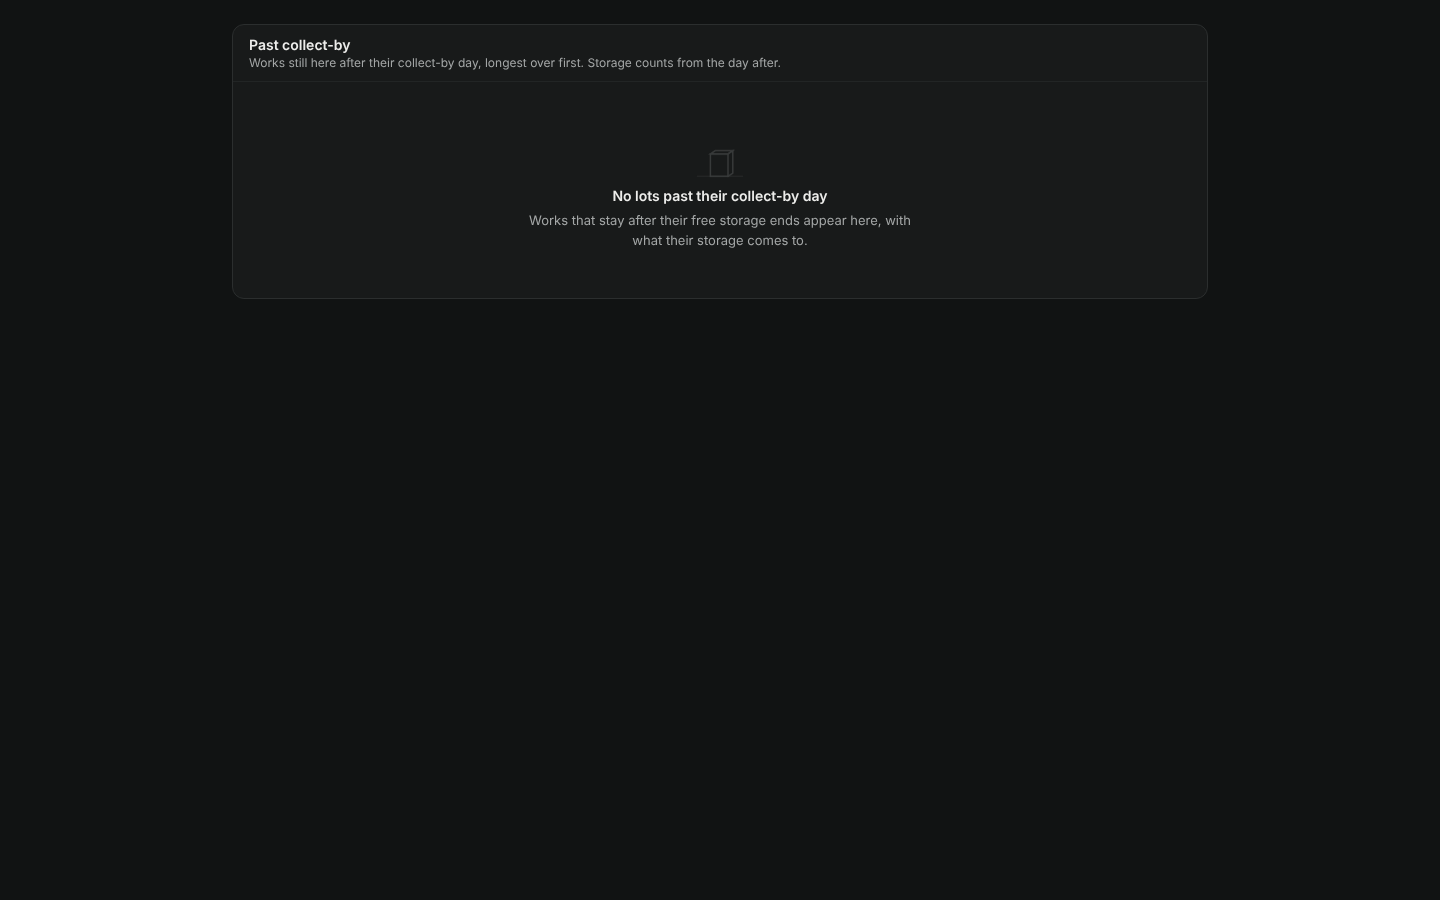 Past collect-by
Works still here after their collect-by day, longest over first. Storage counts from the day after.
No lots past their collect-by day
Works that stay after their free storage ends appear here, with
what their storage comes to.